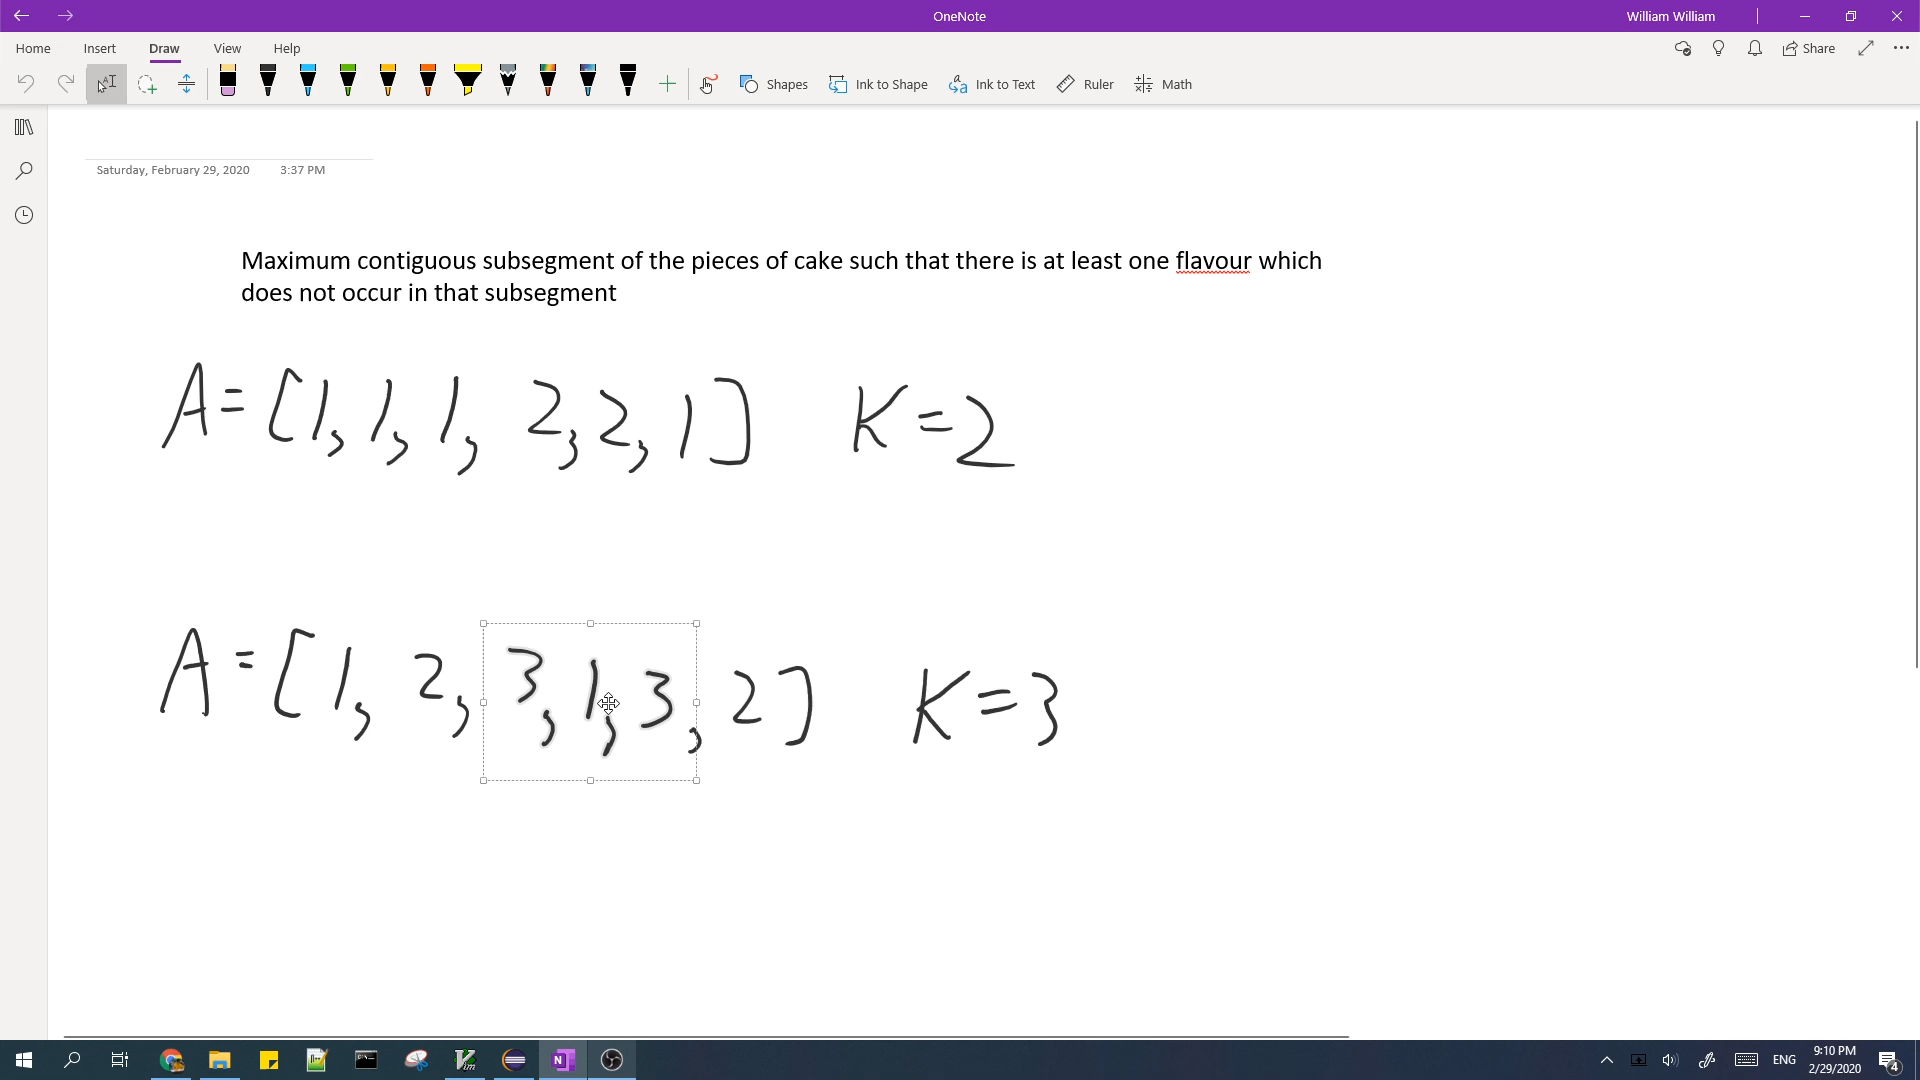 OneNote
William William
Home Insert Draw View Help
Share
Shapes Ink to Shape Ink to Text Ruler Math
Saturday, February 29, 2020 3:37 PM
Maximum contiguous subsegment of the pieces of cake such that there is at least one flavour which
does not occur in that subsegment
A = [1, 1, 1, 2, 2, 1] K = 2
A = [1, 2, 3, 1, 3, 2] K = 3
ENG
9:10 PM
2/29/2020
4